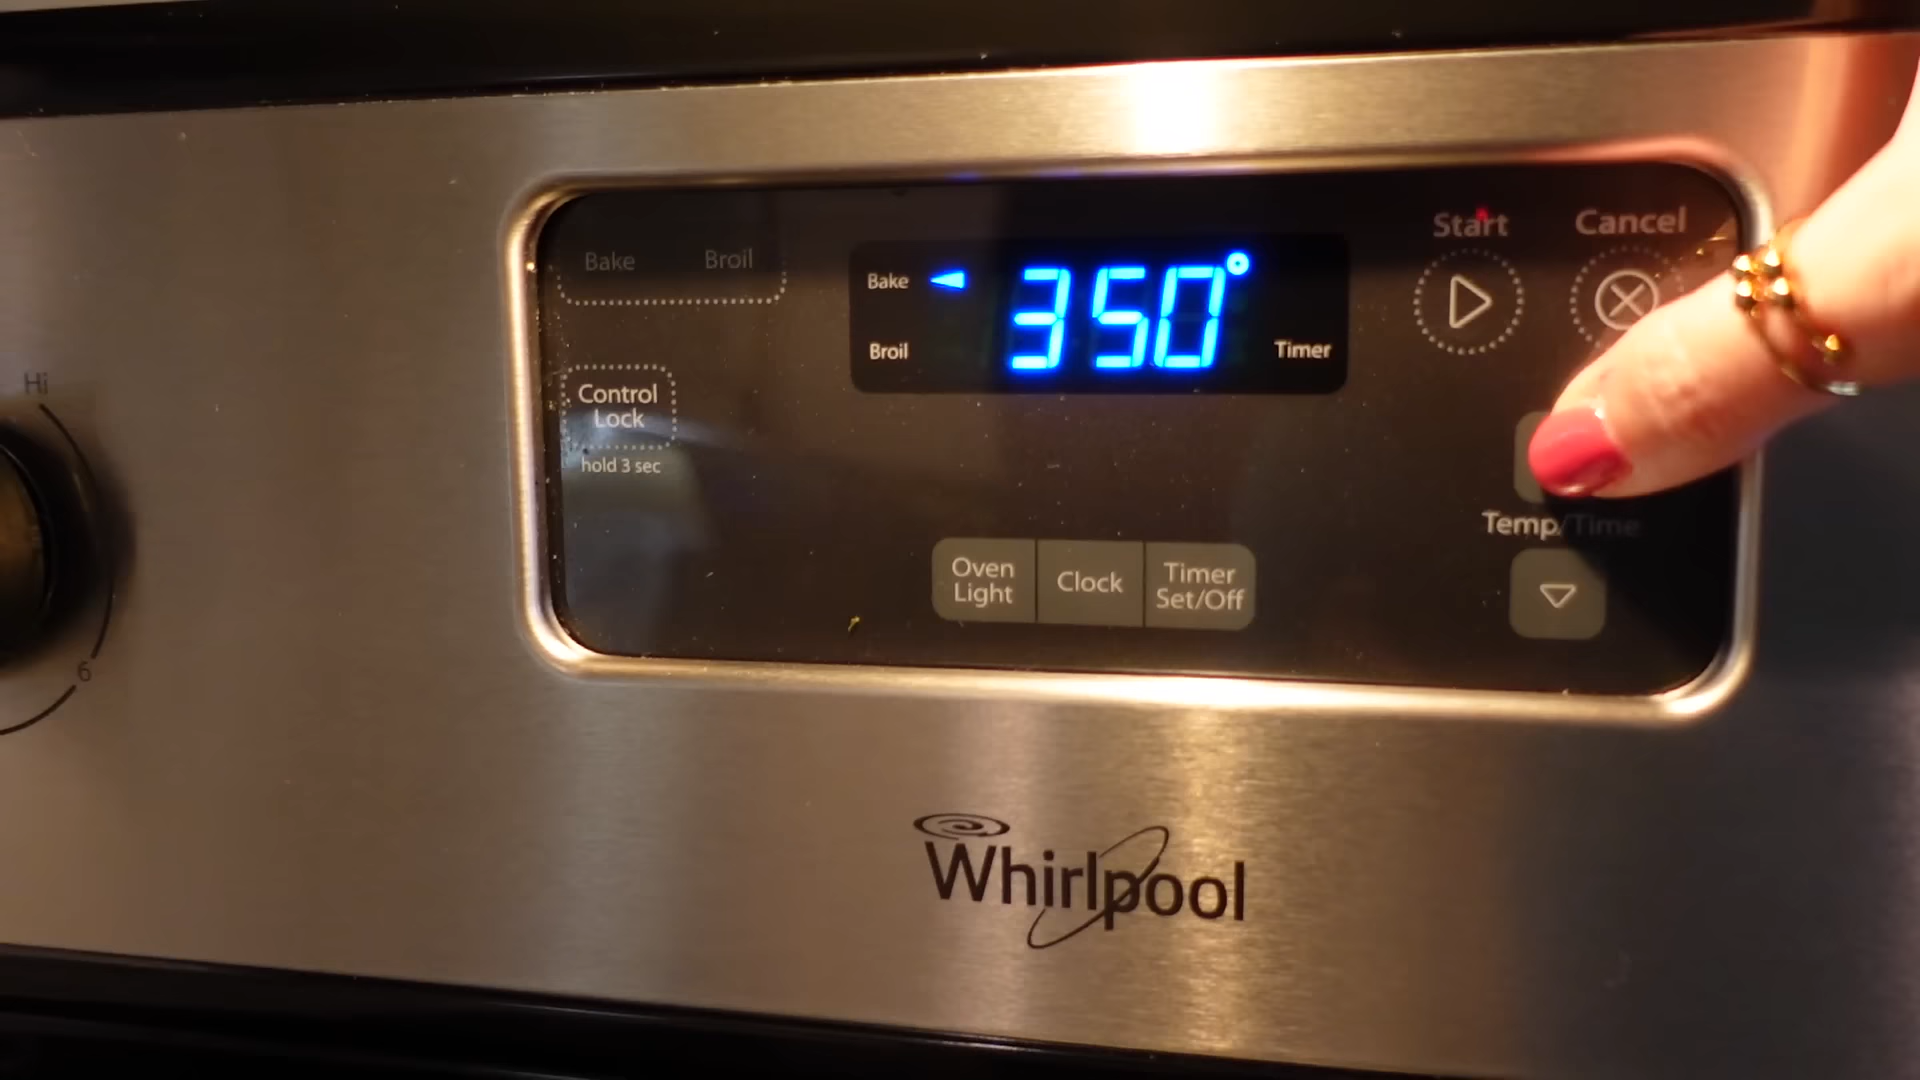 Hi
6
Bake Broil
Control
Lock
hold 3 sec
Bake 350°
Broil Timer
Start Cancel
Temp/Time
Oven
Light
Clock
Timer
Set/Off
Whirlpool